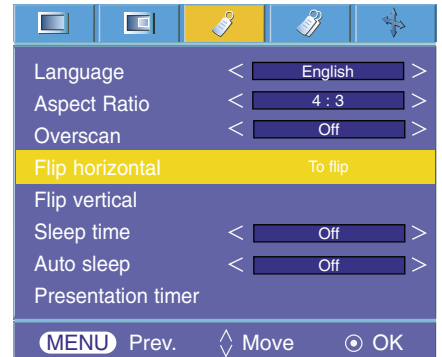 Language < English >
Aspect Ratio < 4 : 3 >
Overscan < Off >
Flip horizontal To flip
Flip vertical
Sleep time < Off >
Auto sleep < Off >
Presentation timer
MENU Prev. Move OK